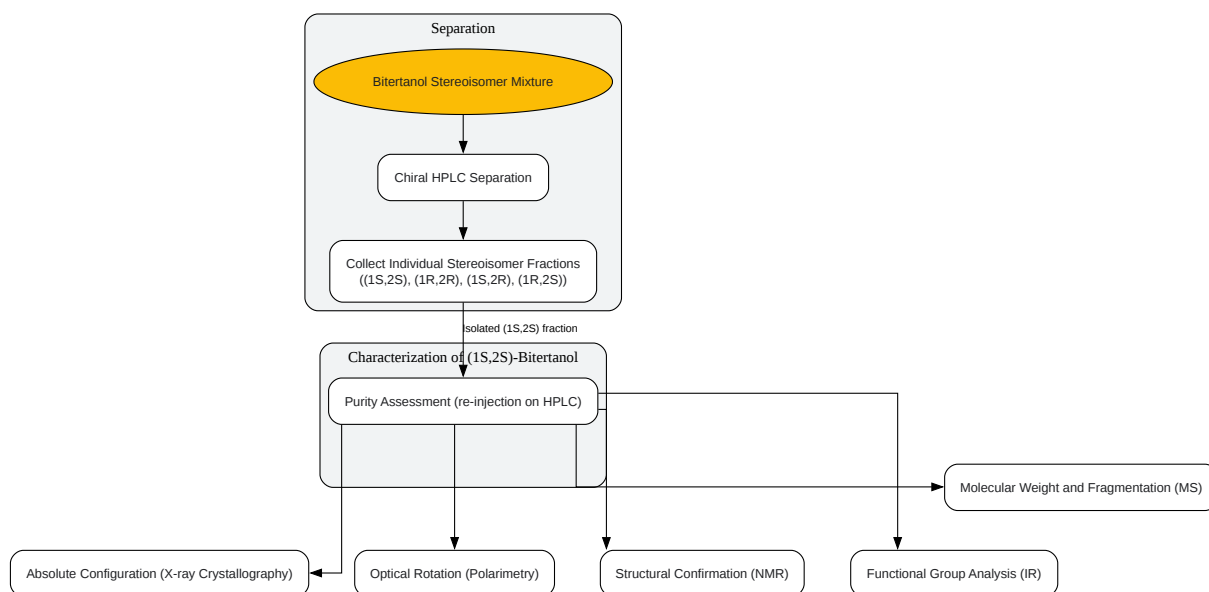 Separation
Bitertanol Stereoisomer Mixture
Chiral HPLC Separation
Collect Individual Stereoisomer Fractions
((1S,2S), (1R,2R), (1S,2R), (1R,2S))
Isolated (1S,2S) fraction
Characterization of (1S,2S)-Bitertanol
Purity Assessment (re-injection on HPLC)
Molecular Weight and Fragmentation (MS)
Absolute Configuration (X-ray Crystallography)
Optical Rotation (Polarimetry)
Structural Confirmation (NMR)
Functional Group Analysis (IR)